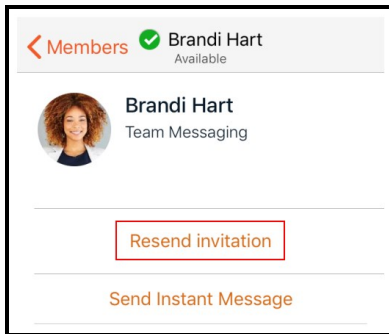 Members
Brandi Hart
Available
Brandi Hart
Team Messaging
Resend invitation
Send Instant Message